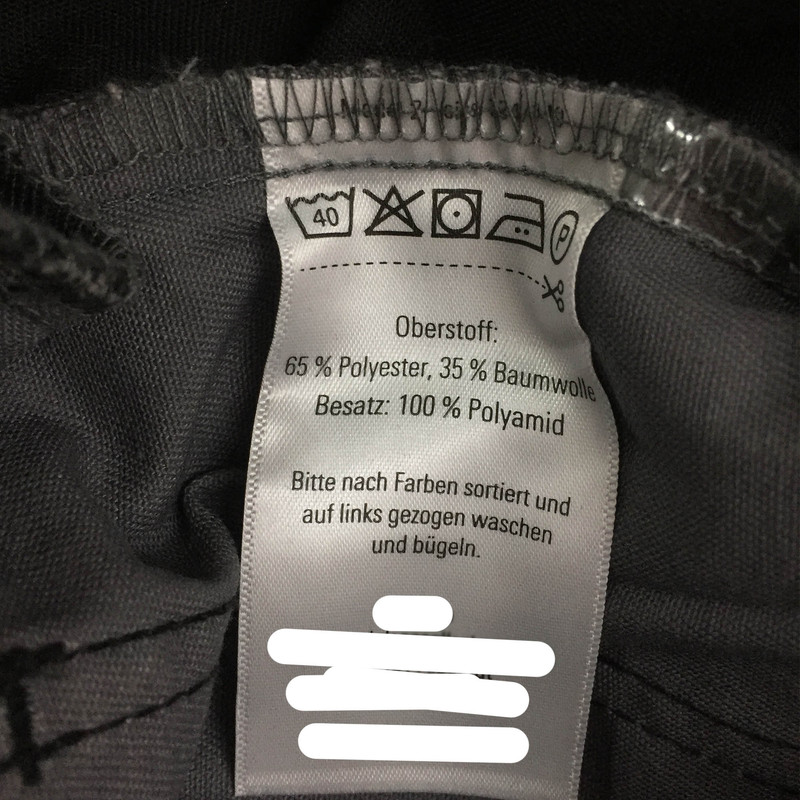 40
P
Oberstoff:
65 % Polyester, 35 % Baumwolle
Besatz: 100 % Polyamid
Bitte nach Farben sortiert und
auf links gezogen waschen
und bügeln.